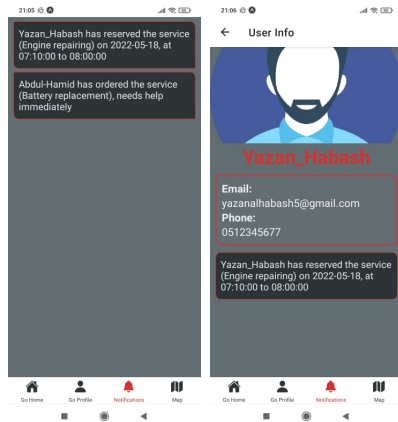 21:05
Yazan_Habash has reserved the service
(Engine repairing) on 2022-05-18, at
07:10:00 to 08:00:00
Abdul-Hamid has ordered the service
(Battery replacement), needs help
immediately
Go Home
Go Profile
Notifications
Map
21:06
User Info
Yazan_Habash
Email:
yazanalhabash5@gmail.com
Phone:
0512345677
Yazan_Habash has reserved the service
(Engine repairing) on 2022-05-18, at
07:10:00 to 08:00:00
Go Home
Go Profile
Notifications
Map